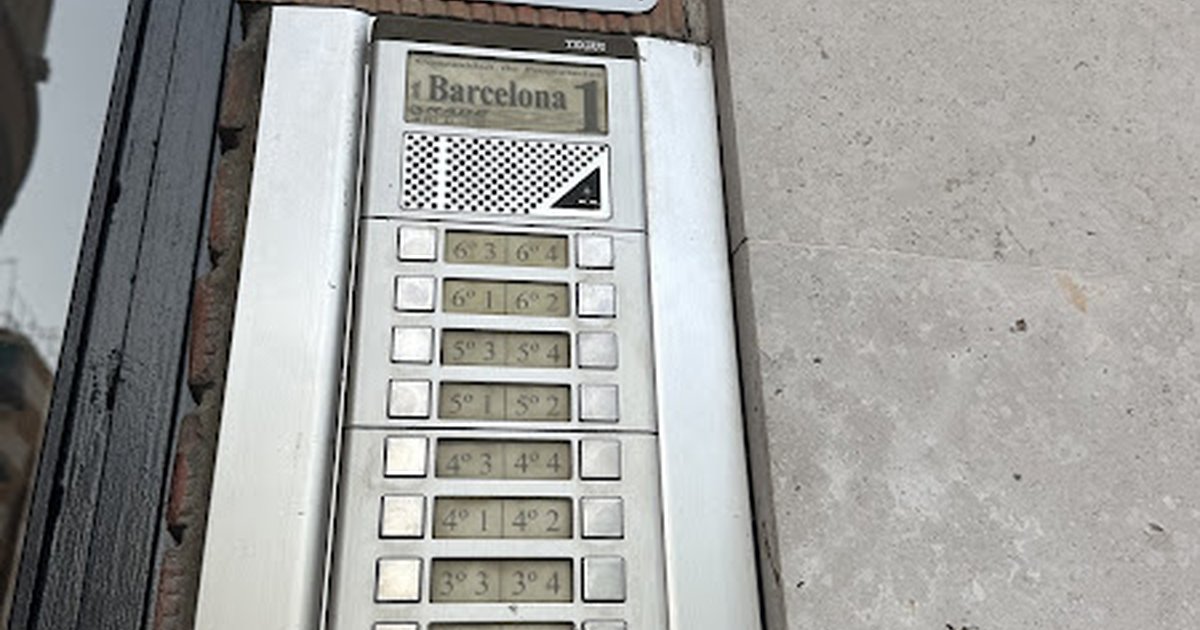 TEGUI
Barcelona 1
6º 3 6º 4
6º 1 6º 2
5º 3 5º 4
5º 1 5º 2
4º 3 4º 4
4º 1 4º 2
3º 3 3º 4